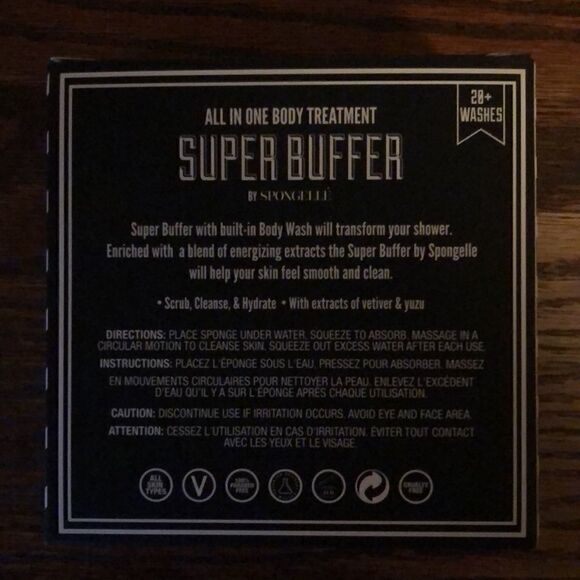 20+
WASHES
ALL IN ONE BODY TREATMENT
SUPER BUFFER
BY SPONGELLÉ
Super Buffer with built-in Body Wash will transform your shower.
Enriched with a blend of energizing extracts the Super Buffer by Spongelle
will help your skin feel smooth and clean.
• Scrub, Cleanse, & Hydrate • With extracts of vetiver & yuzu
DIRECTIONS: PLACE SPONGE UNDER WATER. SQUEEZE TO ABSORB. MASSAGE IN A
CIRCULAR MOTION TO CLEANSE SKIN. SQUEEZE OUT EXCESS WATER AFTER EACH USE.
INSTRUCTIONS: PLACEZ L'ÉPONGE SOUS L'EAU. PRESSEZ POUR ABSORBER. MASSEZ
EN MOUVEMENTS CIRCULAIRES POUR NETTOYER LA PEAU. ENLEVEZ L'EXCÉDENT
D'EAU QU'IL Y A SUR L'ÉPONGE APRÈS CHAQUE UTILISATION.
CAUTION: DISCONTINUE USE IF IRRITATION OCCURS. AVOID EYE AND FACE AREA.
ATTENTION: CESSEZ L'UTILISATION EN CAS D'IRRITATION. ÉVITER TOUT CONTACT
AVEC LES YEUX ET LE VISAGE.
ALL
SKIN
TYPES
V
100%
PARABEN
FREE
CRUELTY
FREE